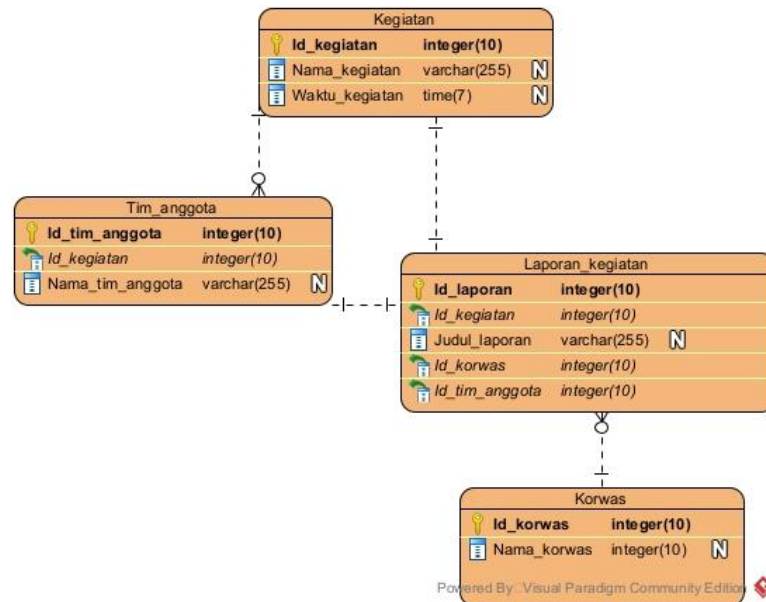 Kegiatan
Id_kegiatan integer(10)
Nama_kegiatan varchar(255) N
Waktu_kegiatan time(7) N
Tim_anggota
Id_tim_anggota integer(10)
Id_kegiatan integer(10)
Nama_tim_anggota varchar(255) N
Laporan_kegiatan
Id_laporan integer(10)
Id_kegiatan integer(10)
Judul_laporan varchar(255) N
Id_korwas integer(10)
Id_tim_anggota integer(10)
Korwas
Id_korwas integer(10)
Nama_korwas integer(10) N
Powered By Visual Paradigm Community Edition